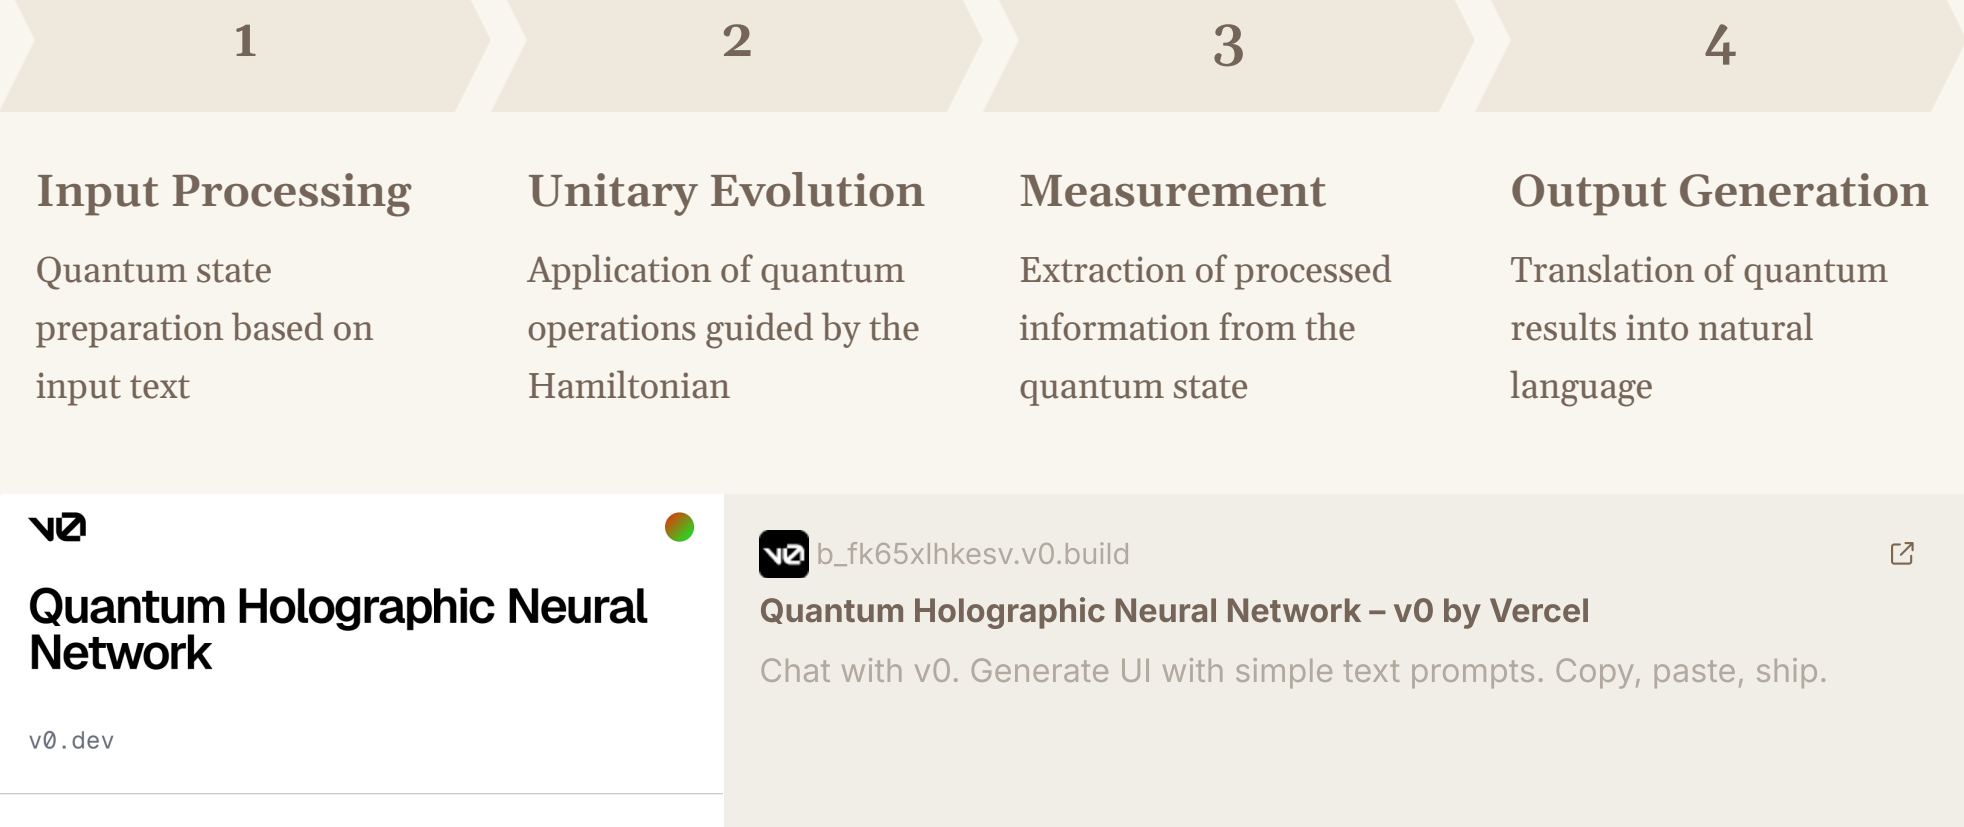 1
2
3
4
Input Processing
Quantum state
preparation based on
input text
Unitary Evolution
Application of quantum
operations guided by the
Hamiltonian
Measurement
Extraction of processed
information from the
quantum state
Output Generation
Translation of quantum
results into natural
language
v0
Quantum Holographic Neural
Network
v0.dev
v0
b_fk65xlhkesv.v0.build
Quantum Holographic Neural Network – v0 by Vercel
Chat with v0. Generate UI with simple text prompts. Copy, paste, ship.